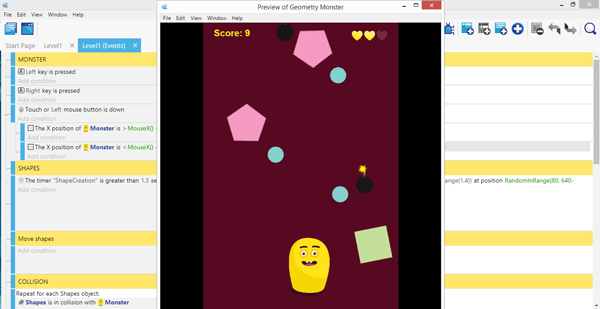 Preview of Geometry Monster
File Edit View Window Help
File Edit View Window Help
Start Page Level1 X Level1 (Events) X
Score: 9
MONSTER
Left key is pressed
Add condition
Right key is pressed
Add condition
Touch or Left mouse button is down
Add condition
The X position of Monster is > MouseX()
Add condition
The X position of Monster is < MouseX()
Add condition
SHAPES
The timer "ShapeCreation" is greater than 1.5 se
Add condition
ange(1.4)) at position RandomInRange(80, 640-
Move shapes
Add condition
COLLISION
Repeat for each Shapes object:
Shapes is in collision with Monster